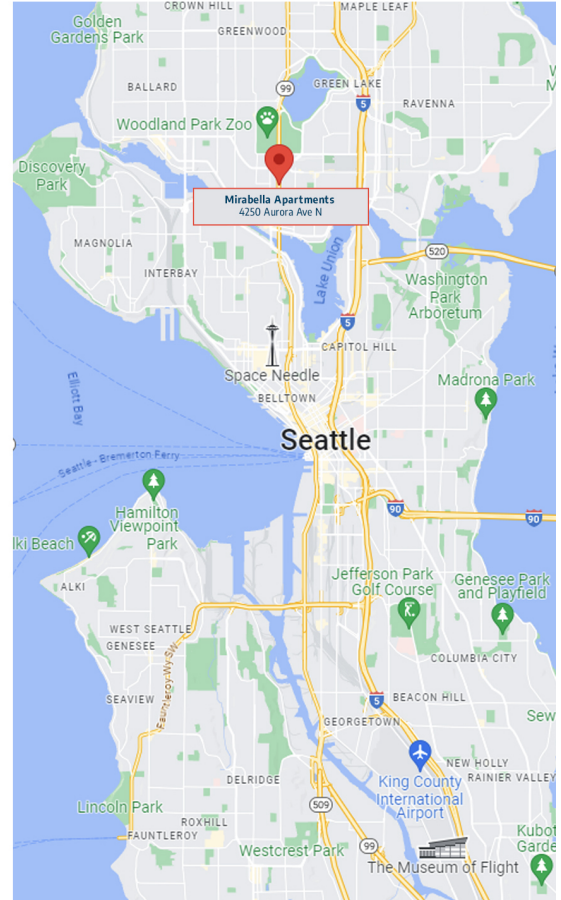 CROWN HILL
MAPLE LEAF
Golden
Gardens Park
GREENWOOD
BALLARD
99
GREEN LAKE
5
RAVENNA
Woodland Park Zoo
Discovery
Park
Mirabella Apartments
4250 Aurora Ave N
MAGNOLIA
INTERBAY
Lake Union
520
Washington
Park
Arboretum
5
CAPITOL HILL
Space Needle
BELLTOWN
Madrona Park
Elliott Bay
Seattle
Seattle - Bremerton Ferry
Hamilton
Viewpoint
Park
lki Beach
90
90
ALKI
Jefferson Park
Golf Course
Genesee Park
and Playfield
WEST SEATTLE
GENESEE
COLUMBIA CITY
Fauntleroy Wy SW
SEAVIEW
5
BEACON HILL
GEORGETOWN
Sew
NEW HOLLY
RAINIER VALLEY
DELRIDGE
King County
International
Airport
Lincoln Park
509
ROXHILL
FAUNTLEROY
Westcrest Park
99
Kubot
Garde
The Museum of Flight